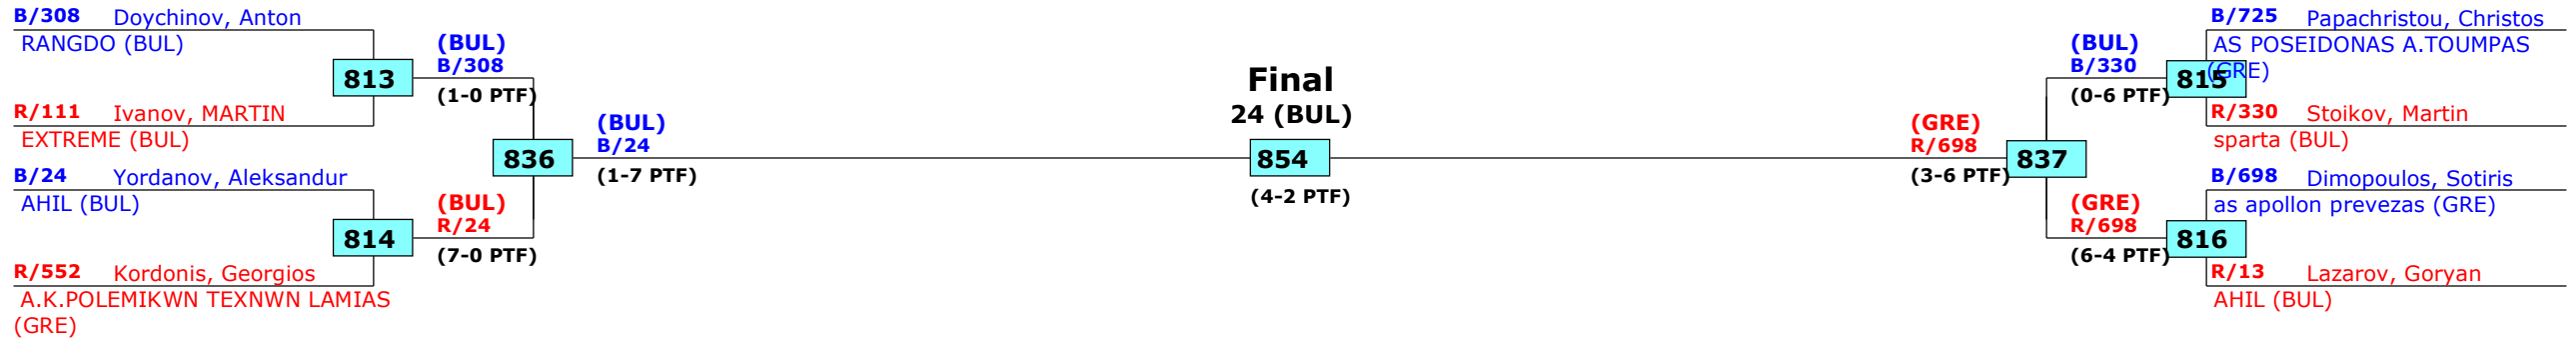 B/308 Doychinov, Anton
RANGDO (BUL)
813
R/111 Ivanov, MARTIN
EXTREME (BUL)
B/24 Yordanov, Aleksandur
AHIL (BUL)
814
R/552 Kordonis, Georgios
A.K.POLEMIKWN TEXNWN LAMIAS
(GRE)
(BUL)
B/308
(1-0 PTF)
836
(BUL)
R/24
(7-0 PTF)
(BUL)
B/24
(1-7 PTF)
Final
24 (BUL)
854
(4-2 PTF)
(GRE)
R/698
(3-6 PTF)
837
(BUL)
B/330
(0-6 PTF)
(GRE)
R/698
(6-4 PTF)
B/725 Papachristou, Christos
AS POSEIDONAS A.TOUMPAS
(GRE)
815
R/330 Stoikov, Martin
sparta (BUL)
B/698 Dimopoulos, Sotiris
as apollon prevezas (GRE)
816
R/13 Lazarov, Goryan
AHIL (BUL)